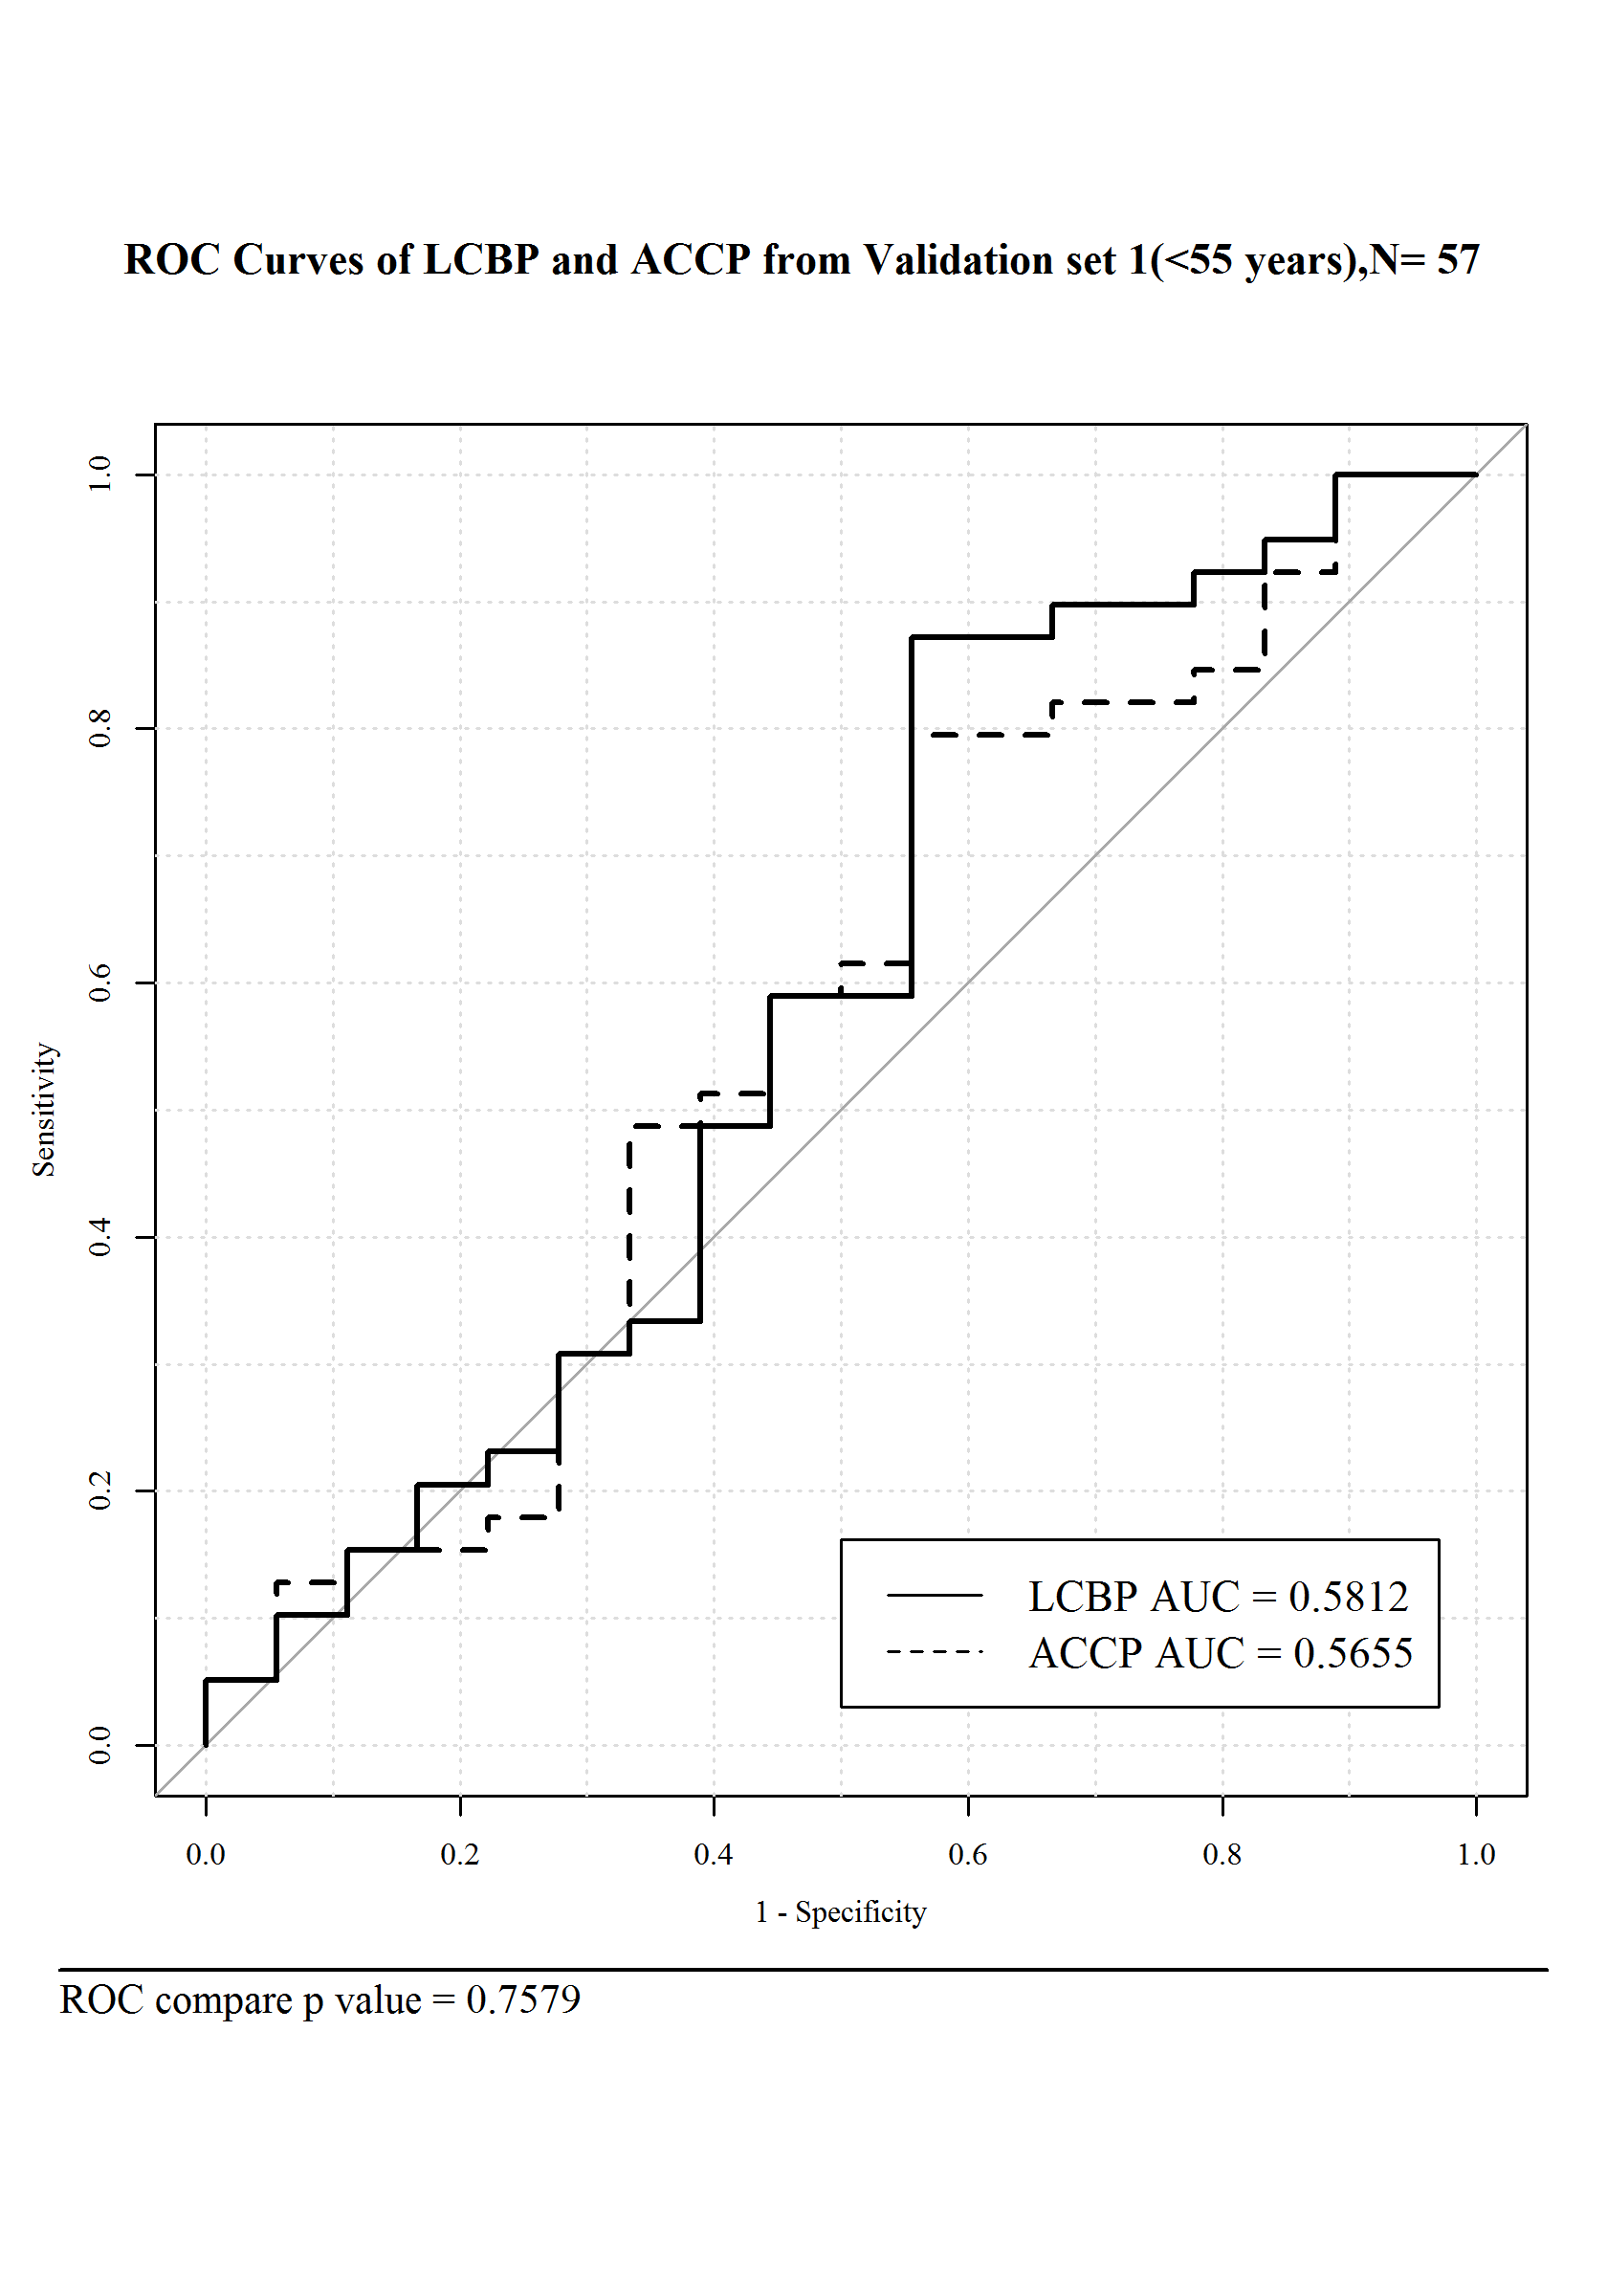 ROC Curves of LCBP and ACCP from Validation set 1(<55 years),N= 57
1.0
0.8
0.6
0.4
0.2
0.0
Sensitivity
LCBP AUC = 0.5812
ACCP AUC = 0.5655
0.0 0.2 0.4 0.6 0.8 1.0
1 - Specificity
ROC compare p value = 0.7579